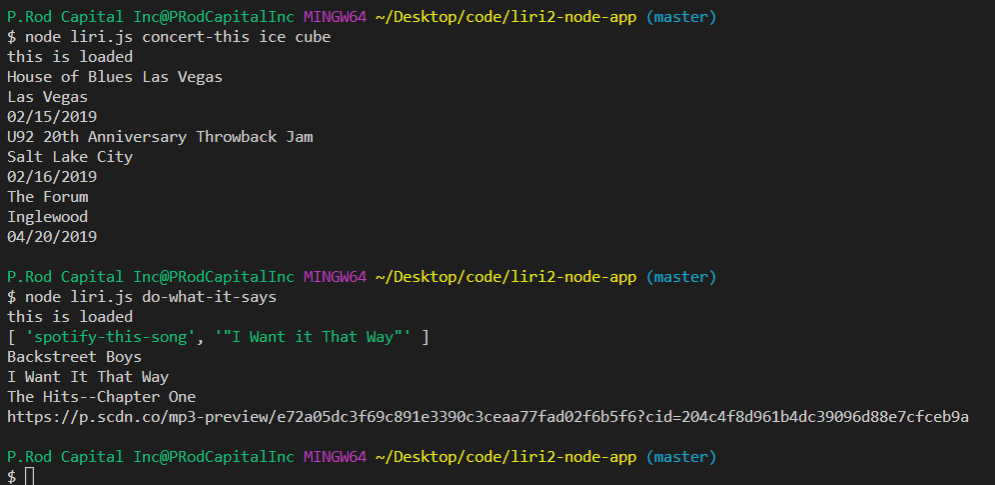 P.Rod Capital Inc@PRodCapitalInc MINGW64 ~/Desktop/code/liri2-node-app (master)
$ node liri.js concert-this ice cube
this is loaded
House of Blues Las Vegas
Las Vegas
02/15/2019
U92 20th Anniversary Throwback Jam
Salt Lake City
02/16/2019
The Forum
Inglewood
04/20/2019
P.Rod Capital Inc@PRodCapitalInc MINGW64 ~/Desktop/code/liri2-node-app (master)
$ node liri.js do-what-it-says
this is loaded
[ 'spotify-this-song', '"I Want it That Way"' ]
Backstreet Boys
I Want It That Way
The Hits--Chapter One
https://p.scdn.co/mp3-preview/e72a05dc3f69c891e3390c3ceaa77fad02f6b5f6?cid=204c4f8d961b4dc39096d88e7cfceb9a
P.Rod Capital Inc@PRodCapitalInc MINGW64 ~/Desktop/code/liri2-node-app (master)
$